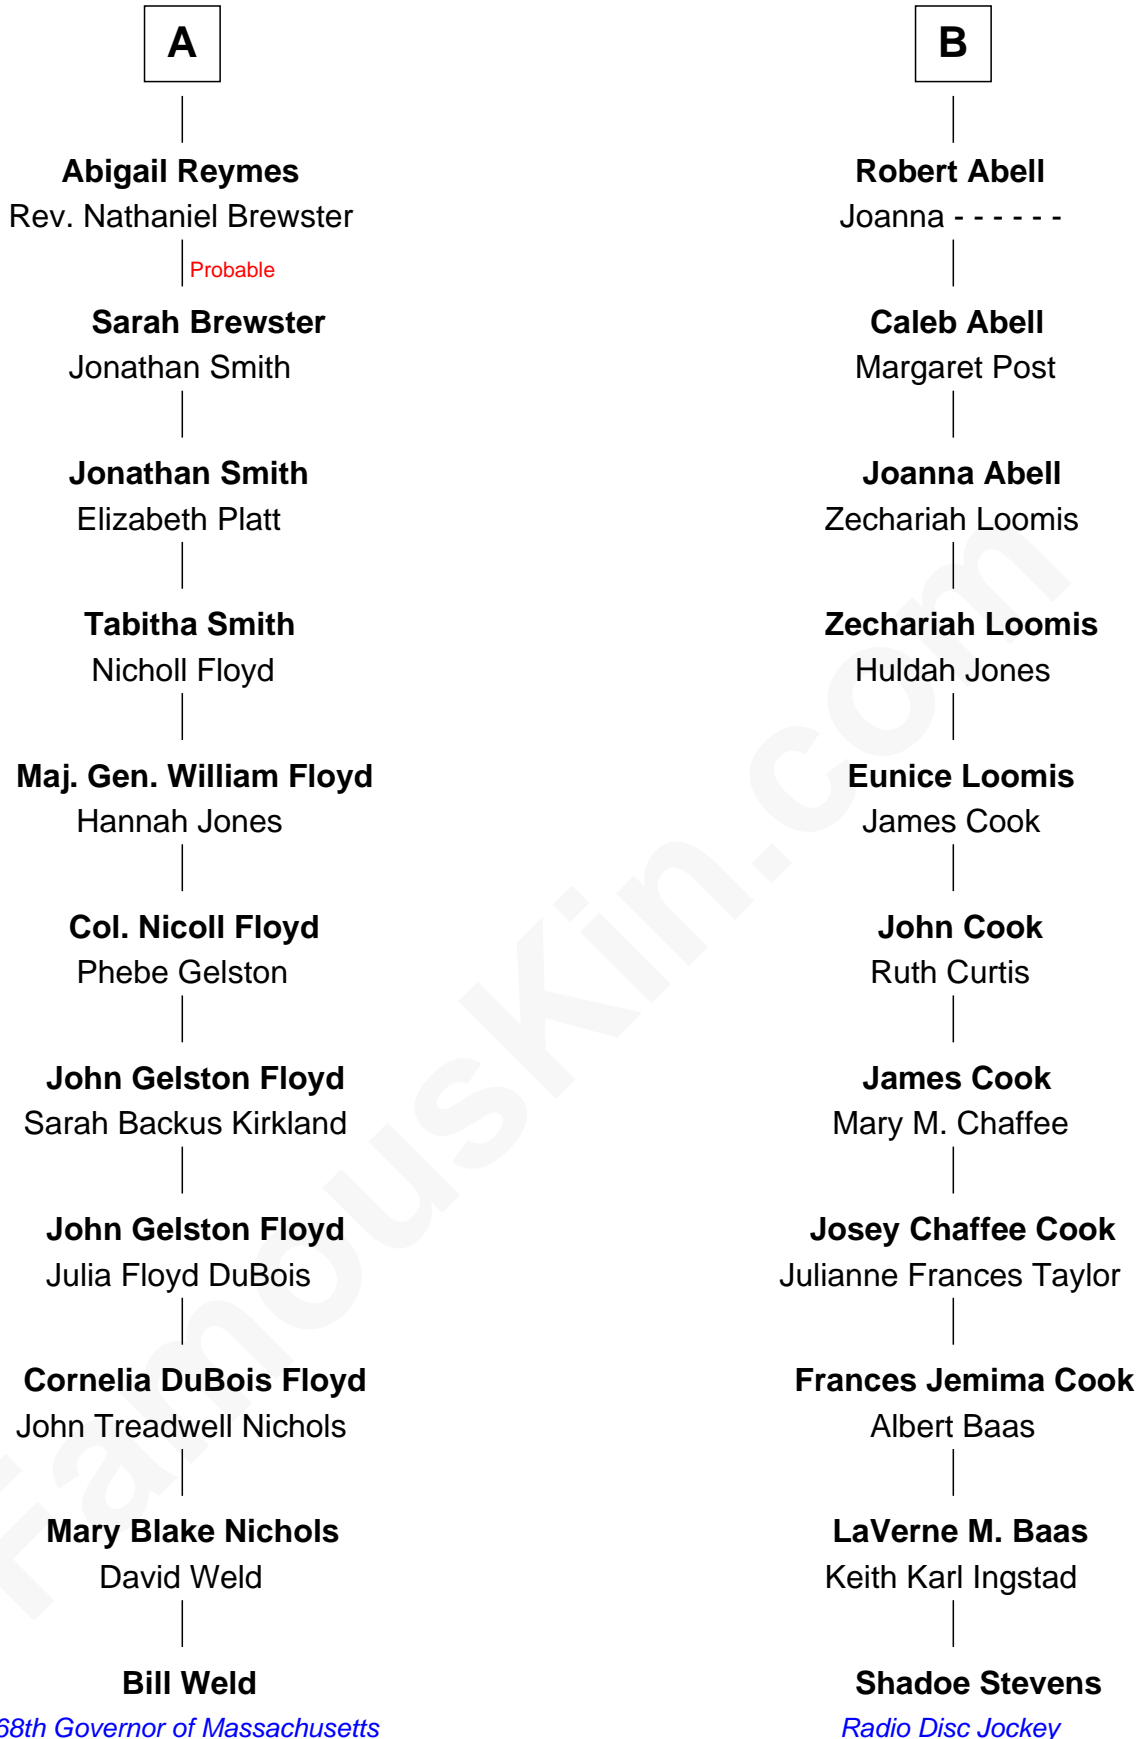 A
Abigail Reymes
Rev. Nathaniel Brewster
Probable
Sarah Brewster
Jonathan Smith
Jonathan Smith
Elizabeth Platt
Tabitha Smith
Nicholl Floyd
Maj. Gen. William Floyd
Hannah Jones
Col. Nicoll Floyd
Phebe Gelston
John Gelston Floyd
Sarah Backus Kirkland
John Gelston Floyd
Julia Floyd DuBois
Cornelia DuBois Floyd
John Treadwell Nichols
Mary Blake Nichols
David Weld
Bill Weld
68th Governor of Massachusetts
B
Robert Abell
Joanna - - - - - -
Caleb Abell
Margaret Post
Joanna Abell
Zechariah Loomis
Zechariah Loomis
Huldah Jones
Eunice Loomis
James Cook
John Cook
Ruth Curtis
James Cook
Mary M. Chaffee
Josey Chaffee Cook
Julianne Frances Taylor
Frances Jemima Cook
Albert Baas
LaVerne M. Baas
Keith Karl Ingstad
Shadoe Stevens
Radio Disc Jockey
FamousKin.com